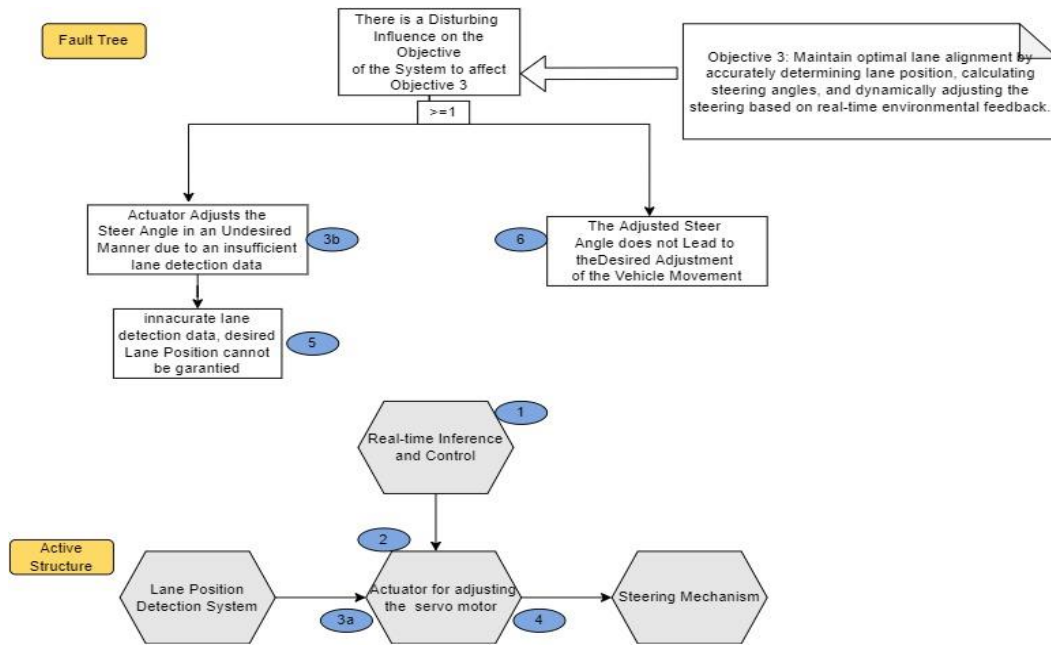 Fault Tree
There is a Disturbing
Influence on the
Objective
of the System to affect
Objective 3
Objective 3: Maintain optimal lane alignment by
accurately determining lane position, calculating
steering angles, and dynamically adjusting the
steering based on real-time environmental feedback.
>=1
Actuator Adjusts the
Steer Angle in an Undesired
Manner due to an insufficient
lane detection data
3b
6
The Adjusted Steer
Angle does not Lead to
theDesired Adjustment
of the Vehicle Movement
innacurate lane
detection data, desired
Lane Position cannot
be garantied
5
1
Real-time Inference
and Control
Active
Structure
2
Lane Position
Detection System
3a
Actuator for adjusting
the servo motor
4
Steering Mechanism